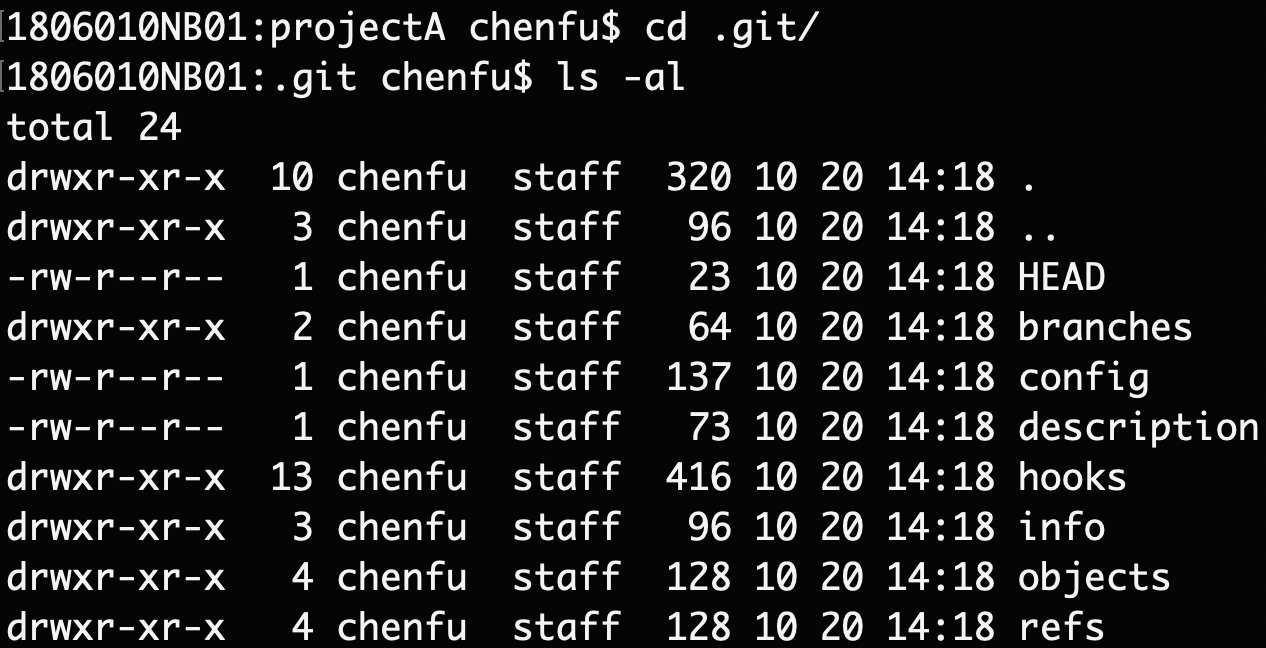 1806010NB01:projectA chenfu$ cd .git/
1806010NB01:.git chenfu$ ls -al
total 24
drwxr-xr-x  10 chenfu  staff  320 10 20 14:18 .
drwxr-xr-x   3 chenfu  staff   96 10 20 14:18 ..
-rw-r--r--   1 chenfu  staff   23 10 20 14:18 HEAD
drwxr-xr-x   2 chenfu  staff   64 10 20 14:18 branches
-rw-r--r--   1 chenfu  staff  137 10 20 14:18 config
-rw-r--r--   1 chenfu  staff   73 10 20 14:18 description
drwxr-xr-x  13 chenfu  staff  416 10 20 14:18 hooks
drwxr-xr-x   3 chenfu  staff   96 10 20 14:18 info
drwxr-xr-x   4 chenfu  staff  128 10 20 14:18 objects
drwxr-xr-x   4 chenfu  staff  128 10 20 14:18 refs